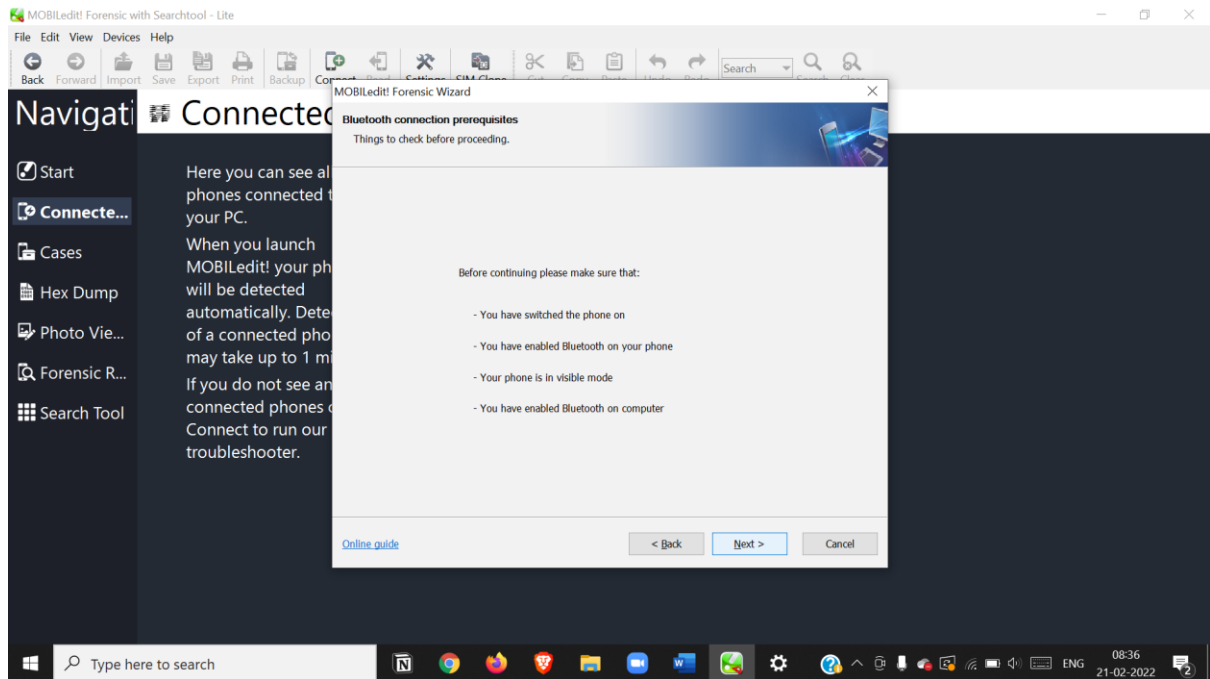 MOBILedit! Forensic with Searchtool - Lite
File Edit View Devices Help
Back Forward Import Save Export Print Backup Search
Navigati Connected
MOBILedit! Forensic Wizard
Bluetooth connection prerequisites
Things to check before proceeding.
Start
Connecte...
Cases
Hex Dump
Photo Vie...
Forensic R...
Search Tool
Here you can see al
phones connected t
your PC.
When you launch
MOBILedit! your ph
will be detected
automatically. Dete
of a connected pho
may take up to 1 mi
If you do not see an
connected phones
Connect to run our
troubleshooter.
Before continuing please make sure that:
- You have switched the phone on
- You have enabled Bluetooth on your phone
- Your phone is in visible mode
- You have enabled Bluetooth on computer
Online guide
< Back Next > Cancel
Type here to search
ENG
08:36
21-02-2022
2